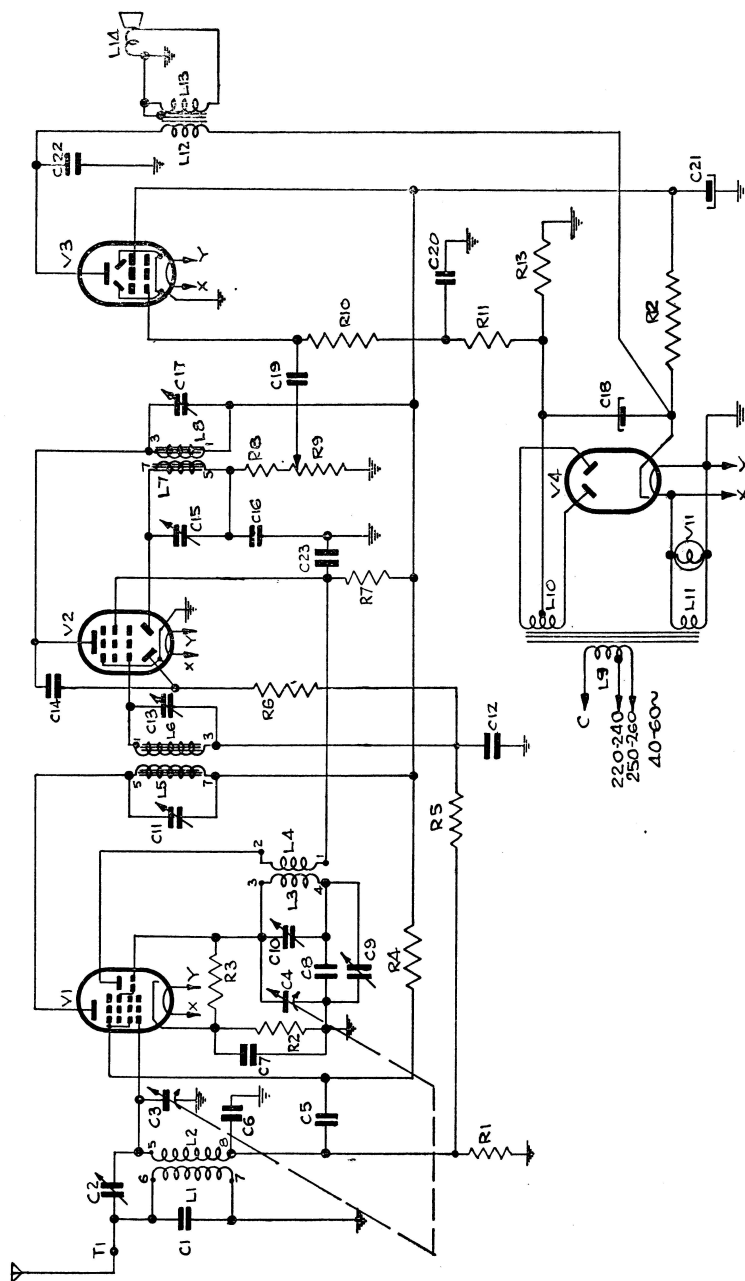 V1
V2
V3
C22
L14
C14
T1
C2
C3
C11
L5
5
7
L6
1
3
C13
X
Y
X
Y
X
Y
L12
L13
C1
L1
6
7
L2
5
8
C6
C7
R3
R2
C4
C10
C8
C9
L3
3
4
L4
2
1
R6
C15
C16
L7
7
5
L8
3
1
C17
R8
R9
C19
C23
R7
R10
C5
R4
C20
R11
R1
R5
C12
R13
C18
C21
R12
V4
L10
C
L9
220-240
250-260
40-60~
L11
V11
X
Y